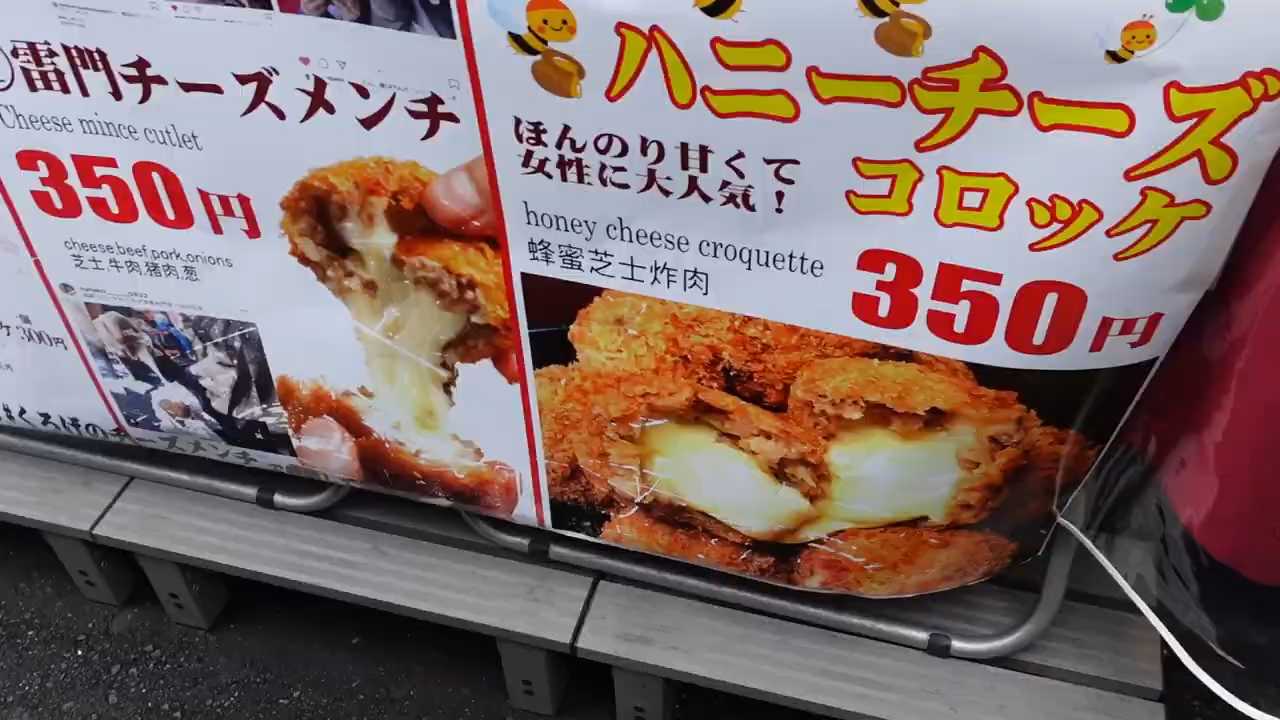 雷門チーズメンチ
Cheese mince cutlet
350円
cheese,beef,pork,onions
芝士,牛肉,猪肉,葱
300円
ハニーチーズ
コロッケ
ほんのり甘くて
女性に大人気!
honey cheese croquette
蜂蜜芝士炸肉
350円